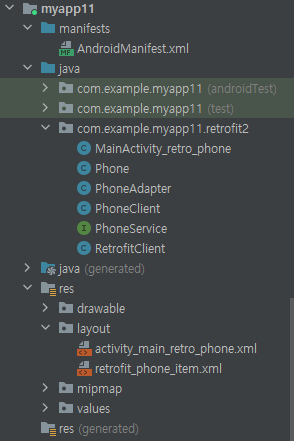 myapp11
manifests
MF
AndroidManifest.xml
java
com.example.myapp11 (androidTest)
com.example.myapp11 (test)
com.example.myapp11.retrofit2
C MainActivity_retro_phone
C Phone
C PhoneAdapter
C PhoneClient
I PhoneService
C RetrofitClient
java (generated)
res
drawable
layout
activity_main_retro_phone.xml
retrofit_phone_item.xml
mipmap
values
res (generated)